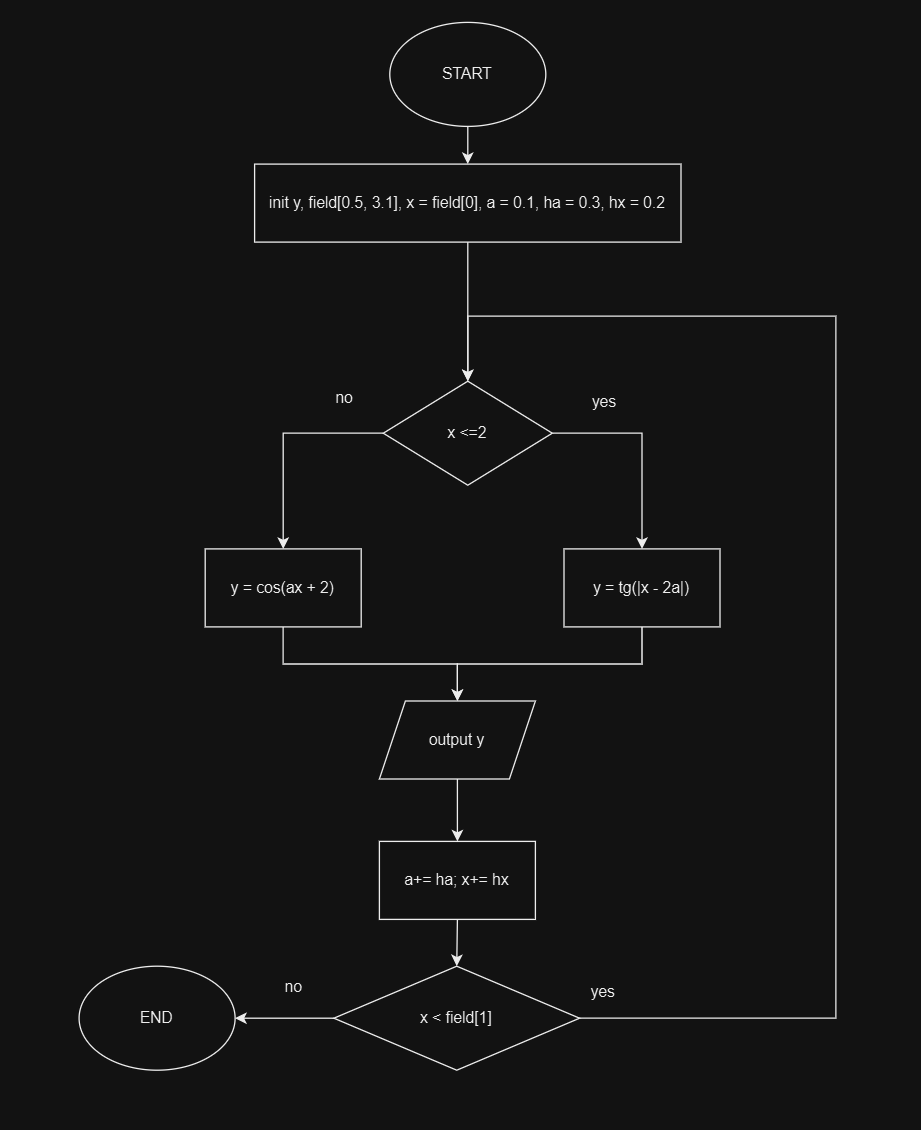 START
init y, field[0.5, 3.1], x = field[0], a = 0.1, ha = 0.3, hx = 0.2
no
yes
x <=2
y = cos(ax + 2)
y = tg(|x - 2a|)
output y
a+= ha; x+= hx
no
yes
END
x < field[1]